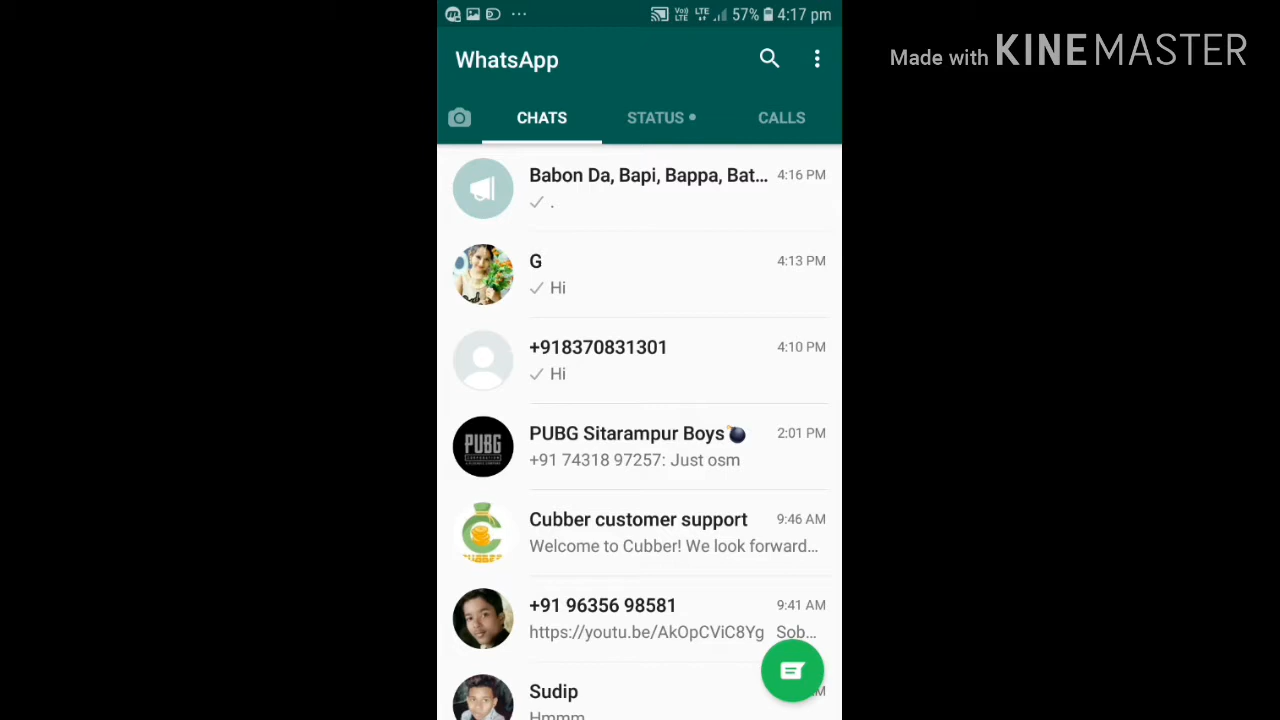 57% 4:17 pm
Made with KINEMASTER
WhatsApp
CHATS STATUS CALLS
Babon Da, Bapi, Bappa, Bat... 4:16 PM
.
G 4:13 PM
Hi
+918370831301 4:10 PM
Hi
PUBG Sitarampur Boys💣 2:01 PM
+91 74318 97257: Just osm
Cubber customer support 9:46 AM
Welcome to Cubber! We look forward...
+91 96356 98581 9:41 AM
https://youtu.be/AkOpCViC8Yg Sob...
Sudip
Hmmm